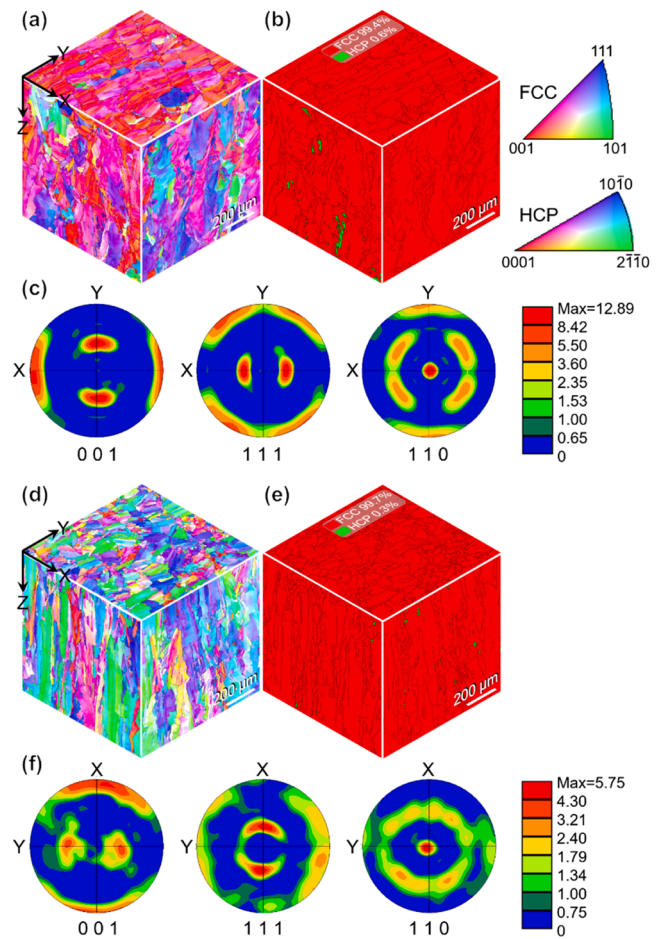 (a)
(b)
Y
X
Z
FCC 99.4%
HCP 0.6%
200 μm
200 μm
111
FCC
001
101
101̄0
HCP
0001
21̄1̄0
(c)
Y
Y
Y
X
X
X
0 0 1
1 1 1
1 1 0
Max=12.89
8.42
5.50
3.60
2.35
1.53
1.00
0.65
0
(d)
(e)
Y
X
Z
FCC 99.7%
HCP 0.3%
200 μm
200 μm
(f)
X
X
X
Y
Y
Y
0 0 1
1 1 1
1 1 0
Max=5.75
4.30
3.21
2.40
1.79
1.34
1.00
0.75
0